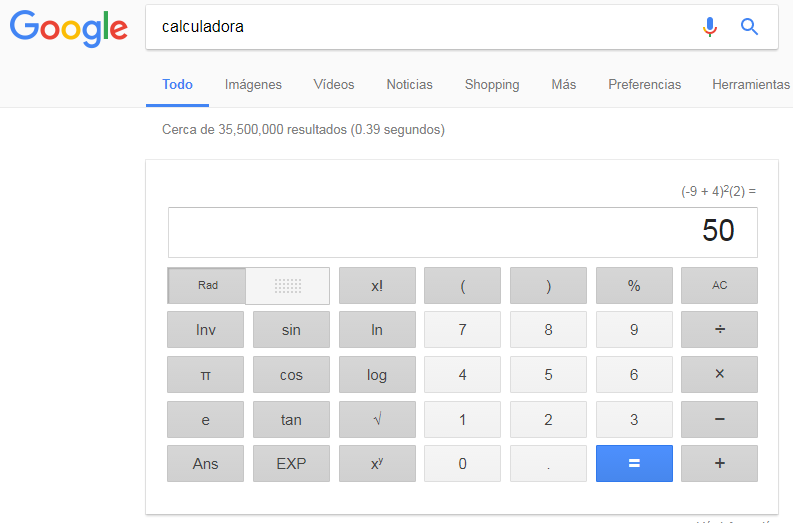 Google calculadora
Todo Imágenes Vídeos Noticias Shopping Más Preferencias Herramientas
Cerca de 35,500,000 resultados (0.39 segundos)
(-9 + 4)²(2) =
50
Rad x! ( ) % AC
Inv sin ln 7 8 9 ÷
π cos log 4 5 6 ×
e tan √ 1 2 3 −
Ans EXP xʸ 0 . = +